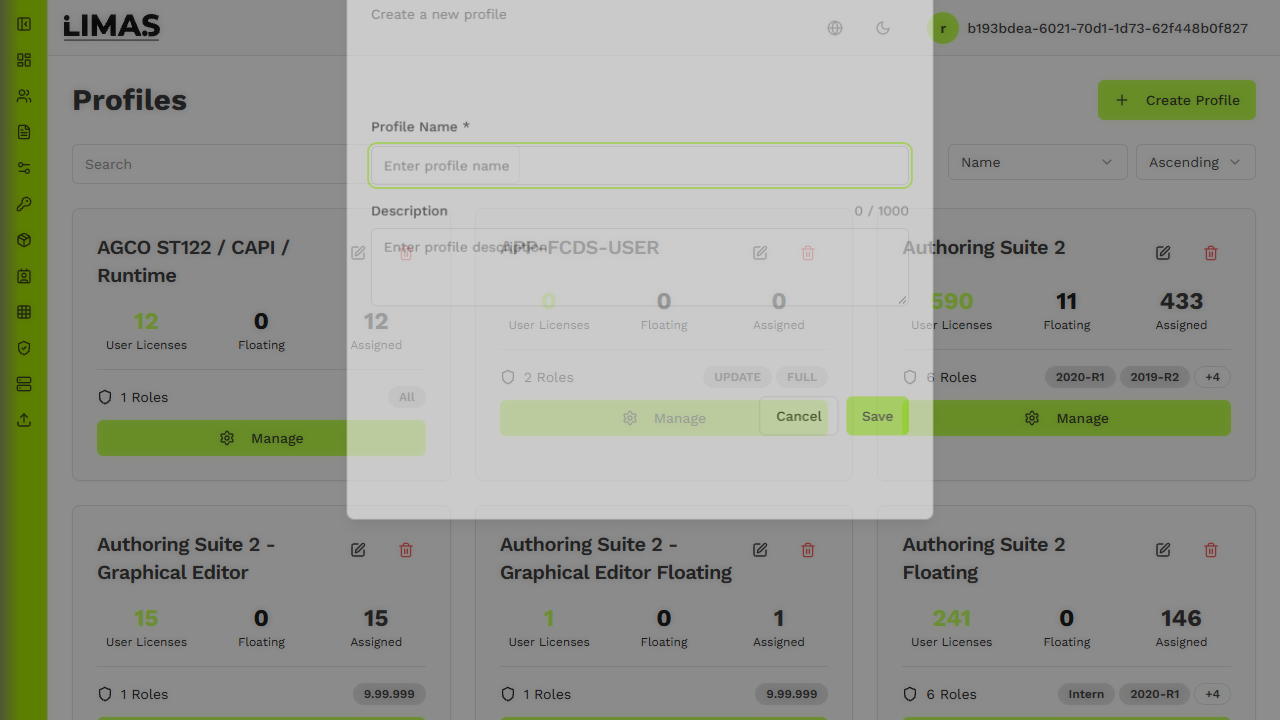 LIMAS
Create a new profile
r
b193bdea-6021-70d1-1d73-62f448b0f827
Profiles
Create Profile
Search
Name
Ascending
Profile Name *
Enter profile name
Description
0 / 1000
Enter profile description
Cancel
Save
AGCO ST122 / CAPI /
Runtime
12
0
12
User Licenses
Floating
Assigned
1 Roles
All
Manage
APP-FCDS-USER
0
0
0
User Licenses
Floating
Assigned
2 Roles
UPDATE
FULL
Manage
Authoring Suite 2
590
11
433
User Licenses
Floating
Assigned
6 Roles
2020-R1
2019-R2
+4
Manage
Authoring Suite 2 -
Graphical Editor
15
0
15
User Licenses
Floating
Assigned
1 Roles
9.99.999
Authoring Suite 2 -
Graphical Editor Floating
1
0
1
User Licenses
Floating
Assigned
1 Roles
9.99.999
Authoring Suite 2
Floating
241
0
146
User Licenses
Floating
Assigned
6 Roles
Intern
2020-R1
+4